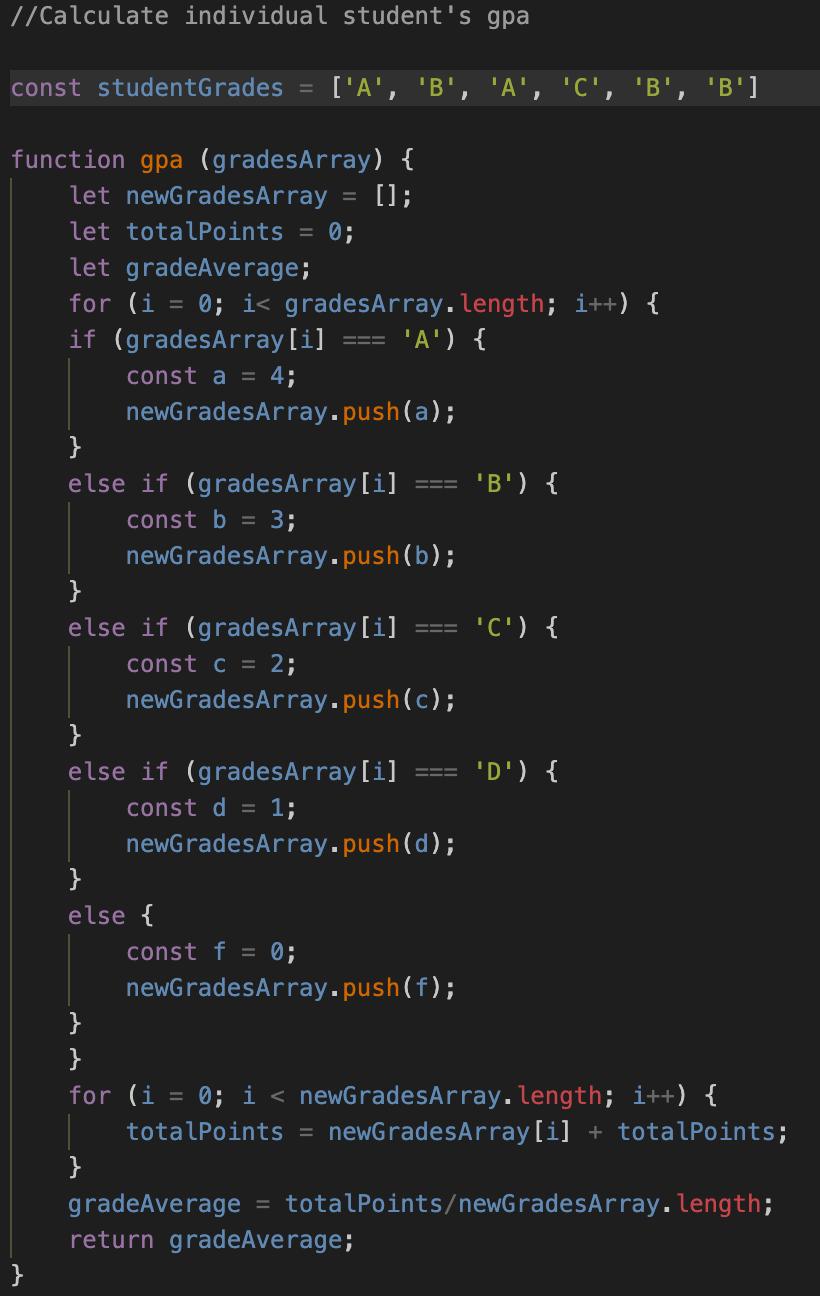 //Calculate individual student's gpa
const studentGrades = ['A', 'B', 'A', 'C', 'B', 'B']
function gpa (gradesArray) {
let newGradesArray = [];
let totalPoints = 0;
let gradeAverage;
for (i = 0; i< gradesArray.length; i++) {
if (gradesArray[i] === 'A') {
const a = 4;
newGradesArray.push(a);
}
else if (gradesArray[i] === 'B') {
const b = 3;
newGradesArray.push(b);
}
else if (gradesArray[i] === 'C') {
const c = 2;
newGradesArray.push(c);
}
else if (gradesArray[i] === 'D') {
const d = 1;
newGradesArray.push(d);
}
else {
const f = 0;
newGradesArray.push(f);
}
}
for (i = 0; i < newGradesArray.length; i++) {
totalPoints = newGradesArray[i] + totalPoints;
}
gradeAverage = totalPoints/newGradesArray.length;
return gradeAverage;
}